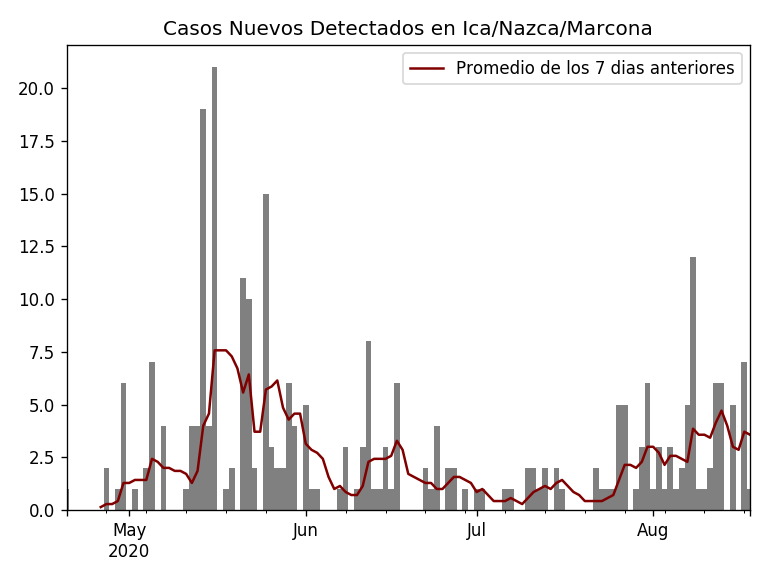 Casos Nuevos Detectados en Ica/Nazca/Marcona
Promedio de los 7 dias anteriores
20.0
17.5
15.0
12.5
10.0
7.5
5.0
2.5
0.0
May
2020
Jun
Jul
Aug